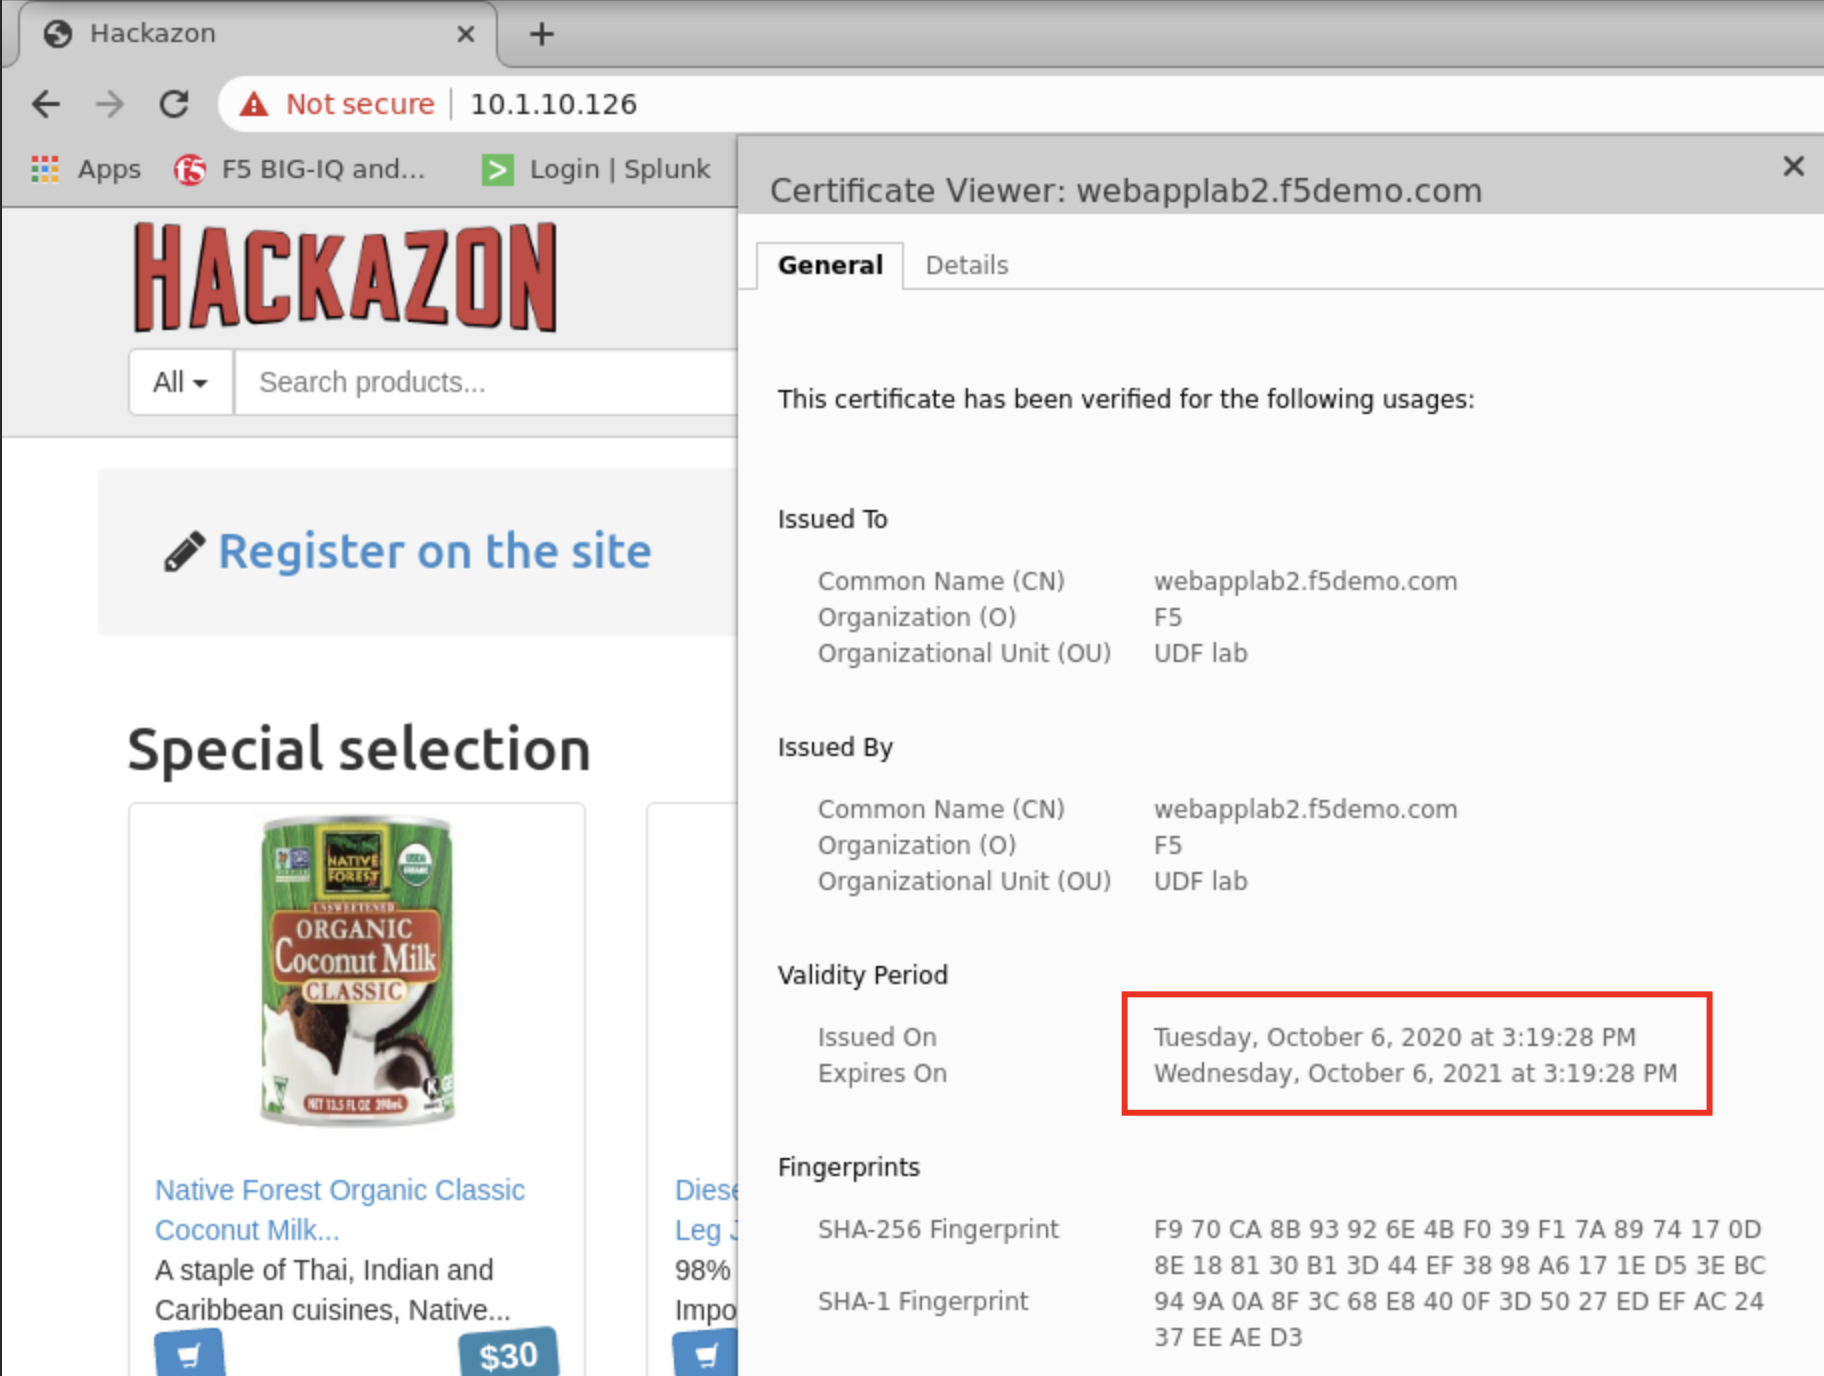 Hackazon
Not secure 10.1.10.126
Apps
f5 F5 BIG-IQ and...
> Login | Splunk
HACKAZON
All Search products...
Register on the site
Special selection
NATIVE
FOREST
USDA
ORGANIC
UNSWEETENED
ORGANIC
Coconut Milk
CLASSIC
NET 13.5 FL OZ 398mL
Native Forest Organic Classic
Coconut Milk...
A staple of Thai, Indian and
Caribbean cuisines, Native...
$30
Diese
Leg J
98%
Impo
Certificate Viewer: webapplab2.f5demo.com
General Details
This certificate has been verified for the following usages:
Issued To
Common Name (CN) webapplab2.f5demo.com
Organization (O) F5
Organizational Unit (OU) UDF lab
Issued By
Common Name (CN) webapplab2.f5demo.com
Organization (O) F5
Organizational Unit (OU) UDF lab
Validity Period
Issued On Tuesday, October 6, 2020 at 3:19:28 PM
Expires On Wednesday, October 6, 2021 at 3:19:28 PM
Fingerprints
SHA-256 Fingerprint F9 70 CA 8B 93 92 6E 4B F0 39 F1 7A 89 74 17 0D
8E 18 81 30 B1 3D 44 EF 38 98 A6 17 1E D5 3E BC
SHA-1 Fingerprint 94 9A 0A 8F 3C 68 E8 40 0F 3D 50 27 ED EF AC 24
37 EE AE D3